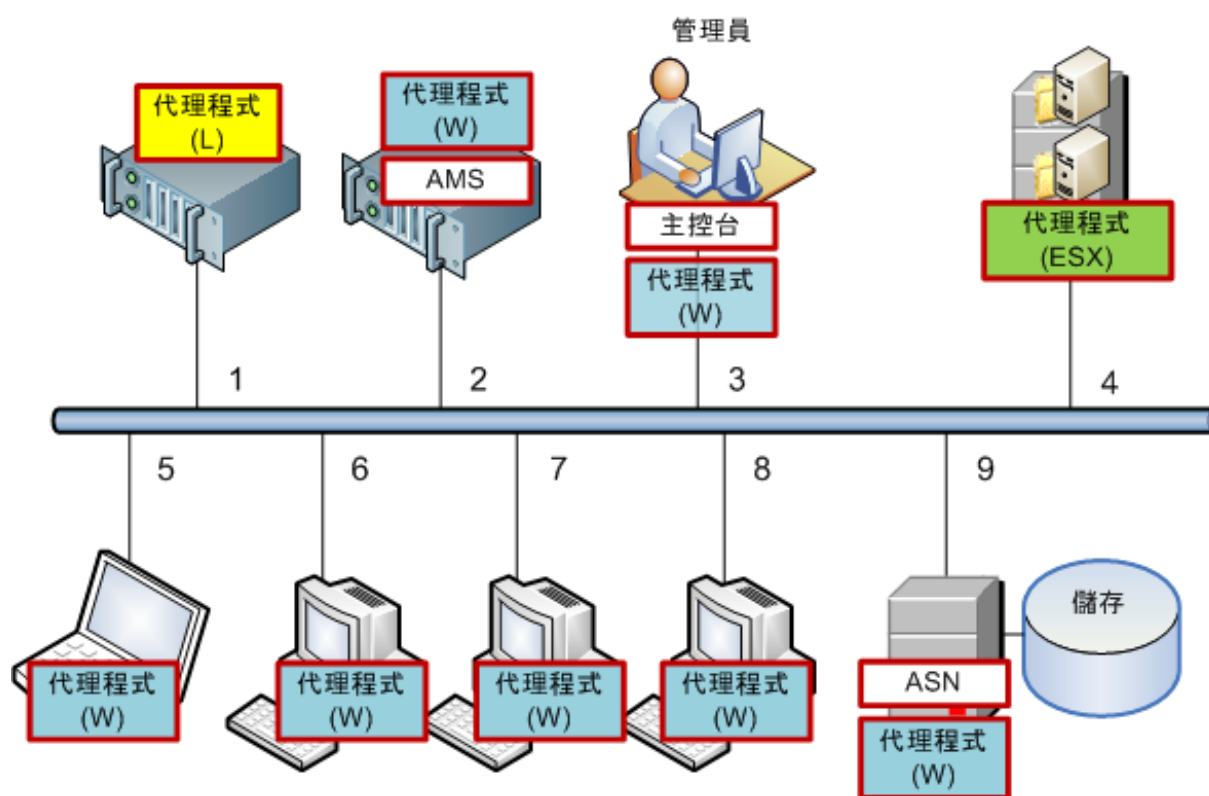 管理員
代理程式
(L)
代理程式
(W)
AMS
主控台
代理程式
(W)
代理程式
(ESX)
1
2
3
4
5
6
7
8
9
代理程式
(W)
代理程式
(W)
代理程式
(W)
代理程式
(W)
ASN
代理程式
(W)
儲存